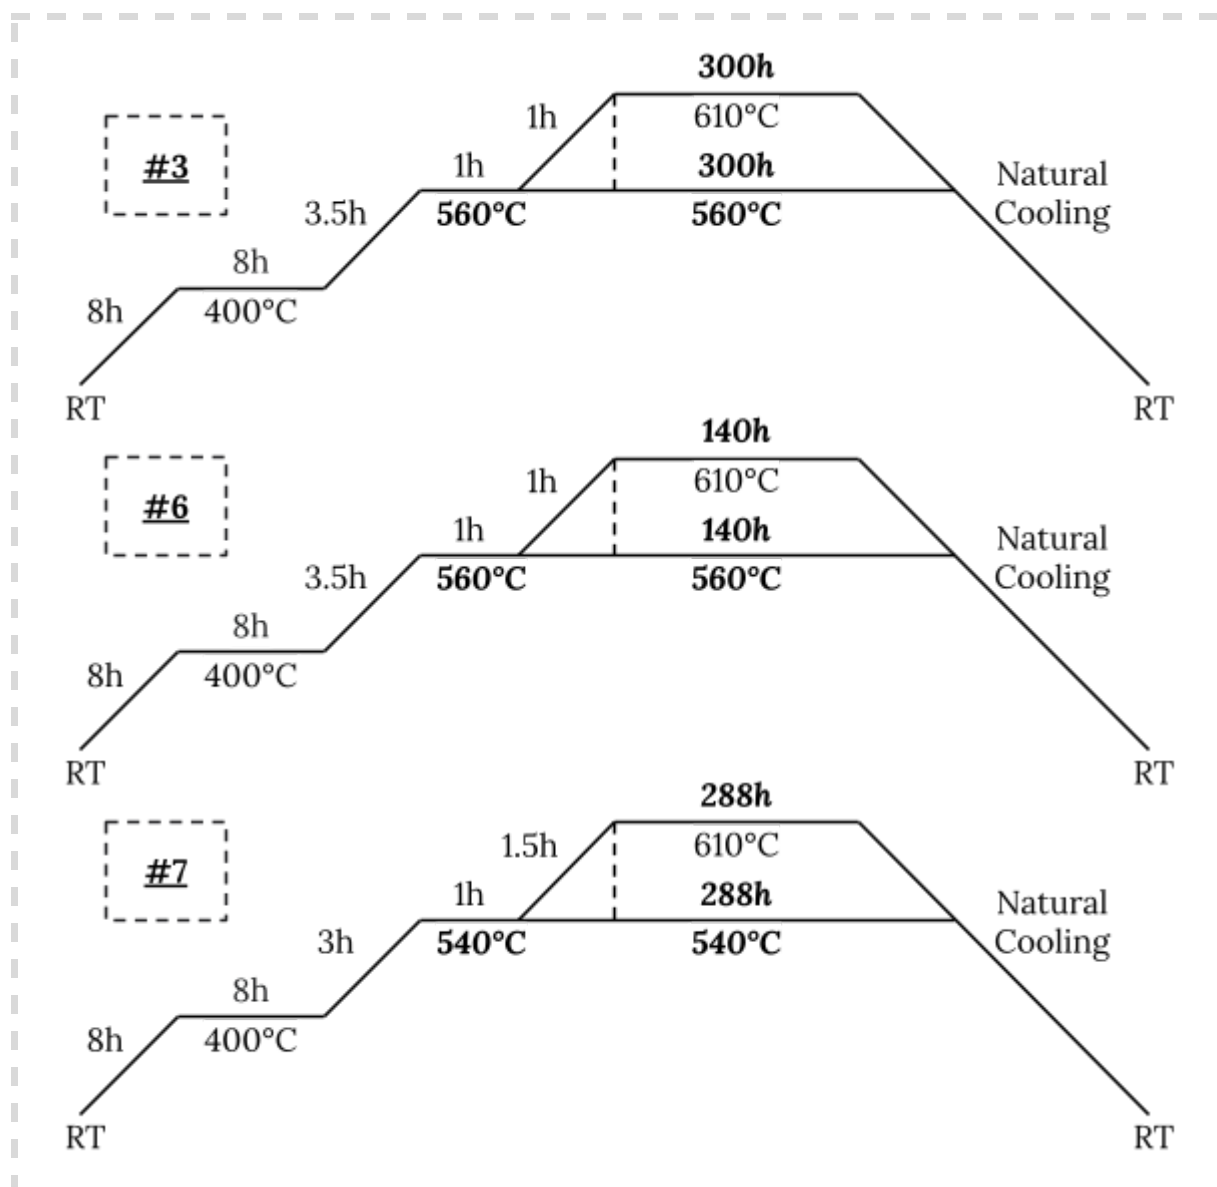 300h
1h
610°C
#3
1h
300h
Natural
Cooling
3.5h
560°C
560°C
8h
8h
400°C
RT
RT
140h
1h
610°C
#6
1h
140h
Natural
Cooling
3.5h
560°C
560°C
8h
8h
400°C
RT
RT
288h
1.5h
610°C
#7
1h
288h
Natural
Cooling
3h
540°C
540°C
8h
8h
400°C
RT
RT